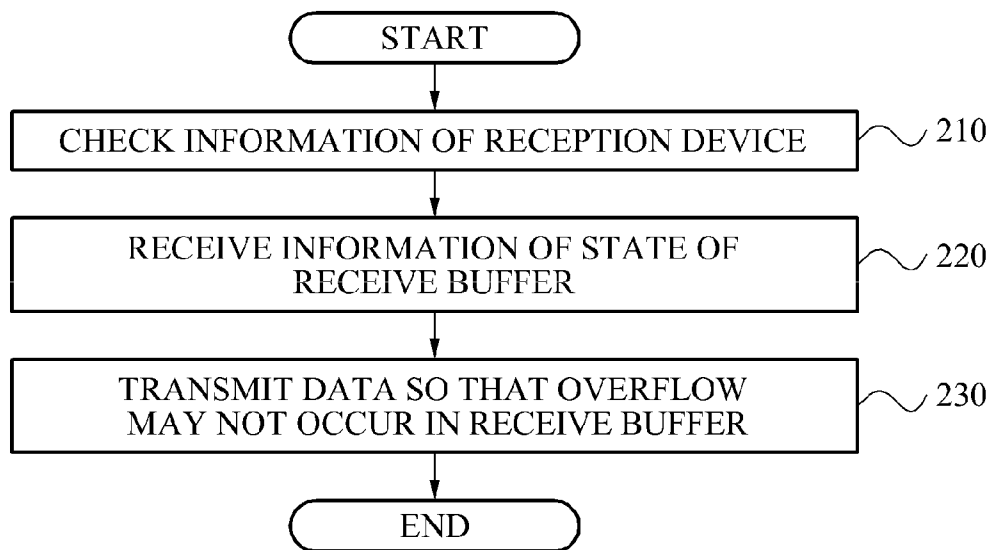 START
CHECK INFORMATION OF RECEPTION DEVICE
210
RECEIVE INFORMATION OF STATE OF
RECEIVE BUFFER
220
TRANSMIT DATA SO THAT OVERFLOW
MAY NOT OCCUR IN RECEIVE BUFFER
230
END